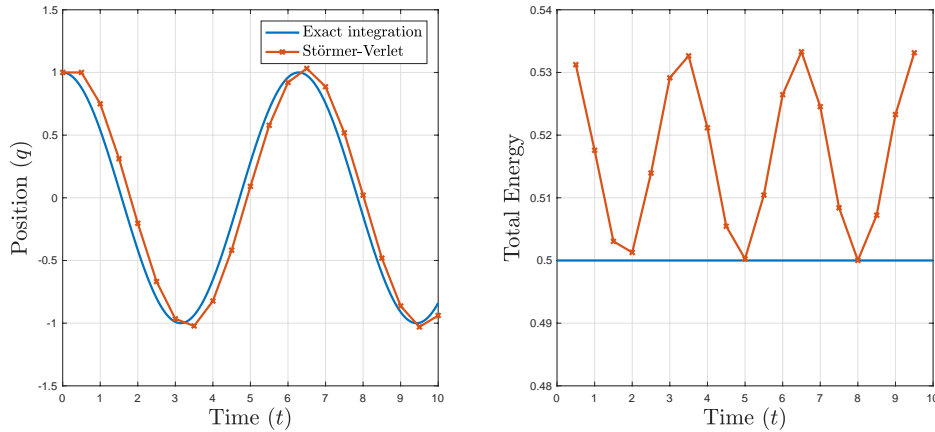 1.5
1
0.5
0
-0.5
-1
-1.5
Position (q)
Exact integration
Störmer-Verlet
0 1 2 3 4 5 6 7 8 9 10
Time (t)
0.54
0.53
0.52
0.51
0.5
0.49
0.48
Total Energy
0 1 2 3 4 5 6 7 8 9 10
Time (t)